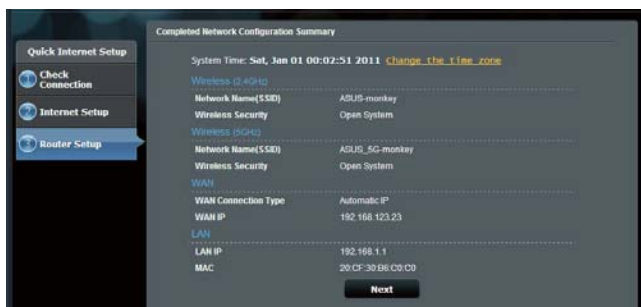 Completed Network Configuration Summary
Quick Internet Setup
1 Check Connection
2 Internet Setup
3 Router Setup
System Time: Sat, Jan 01 00:02:51 2011 Change the time zone
Wireless (2.4GHz)
Network Name(SSID) ASUS-monkey
Wireless Security Open System
Wireless (5GHz)
Network Name(SSID) ASUS_5G-monkey
Wireless Security Open System
WAN
WAN Connection Type Automatic IP
WAN IP 192.168.123.23
LAN
LAN IP 192.168.1.1
MAC 20:CF:30:B6:C0:C0
Next